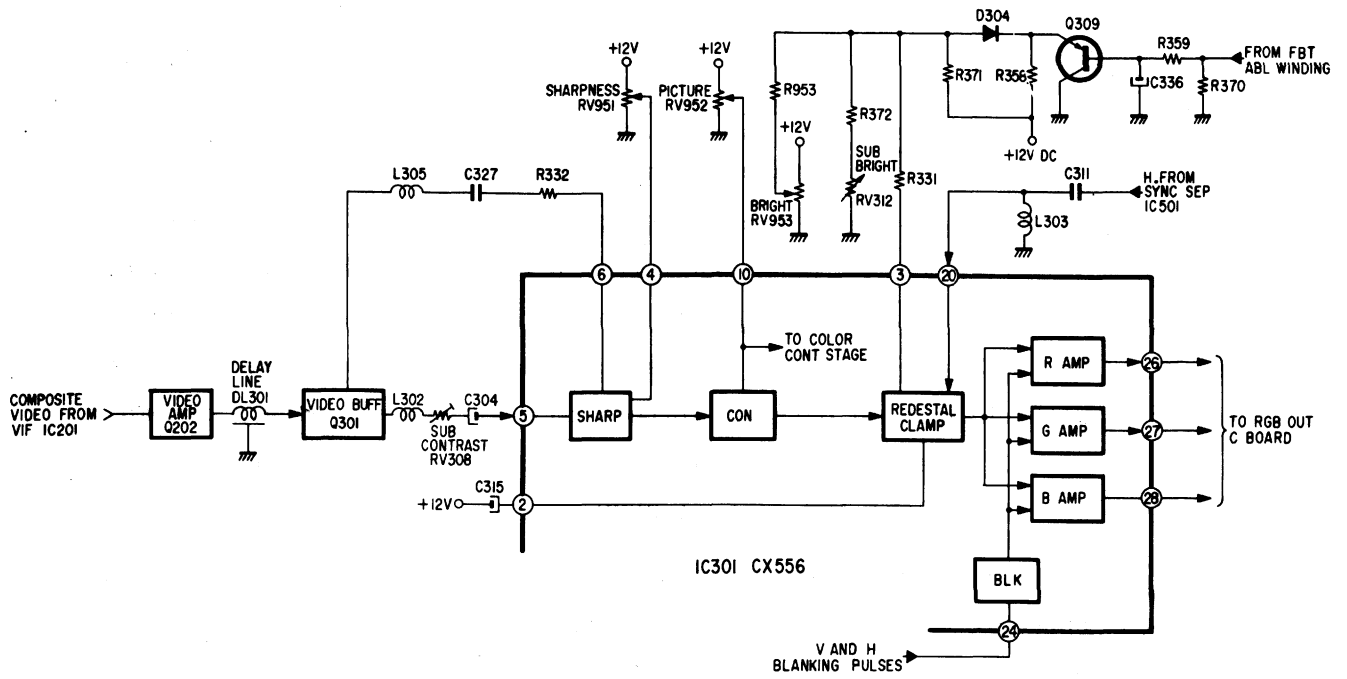 D304
Q309
+12V
+12V
R359
FROM FBT
ABL WINDING
SHARPNESS
RV951
PICTURE
RV952
R953
R371
R356
IC336
R370
R372
+12V
+12V DC
SUB
BRIGHT
RV312
R331
BRIGHT
RV953
C311
H.FROM
SYNC SEP
IC501
L303
L305
C327
R332
6
4
10
3
20
TO COLOR
CONT STAGE
R AMP
26
DELAY
LINE
DL301
COMPOSITE
VIDEO FROM
VIF IC201
VIDEO
AMP
Q202
VIDEO BUFF
Q301
L302
C304
SUB
CONTRAST
RV308
5
SHARP
CON
REDESTAL
CLAMP
G AMP
27
TO RGB OUT
C BOARD
B AMP
28
+12V
C315
2
IC301 CX556
BLK
24
V AND H
BLANKING PULSES